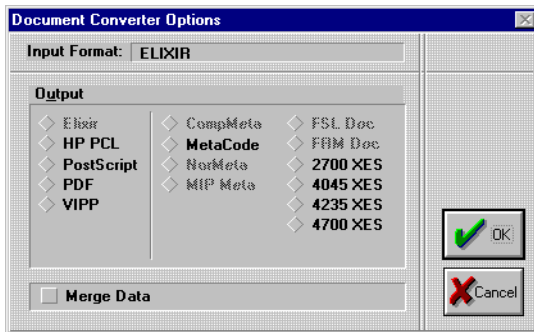 Document Converter Options
Input Format: ELIXIR
Output
Elixir
HP PCL
PostScript
PDF
VIPP
CompMeta
MetaCode
NorMeta
MIP Meta
FSL Doc
FRM Doc
2700 XES
4045 XES
4235 XES
4700 XES
Merge Data
OK
Cancel